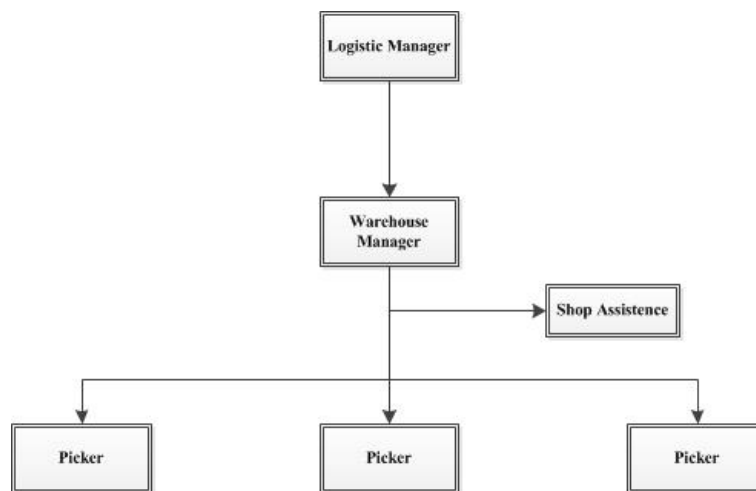 Logistic Manager
Warehouse
Manager
Shop Assistence
Picker
Picker
Picker